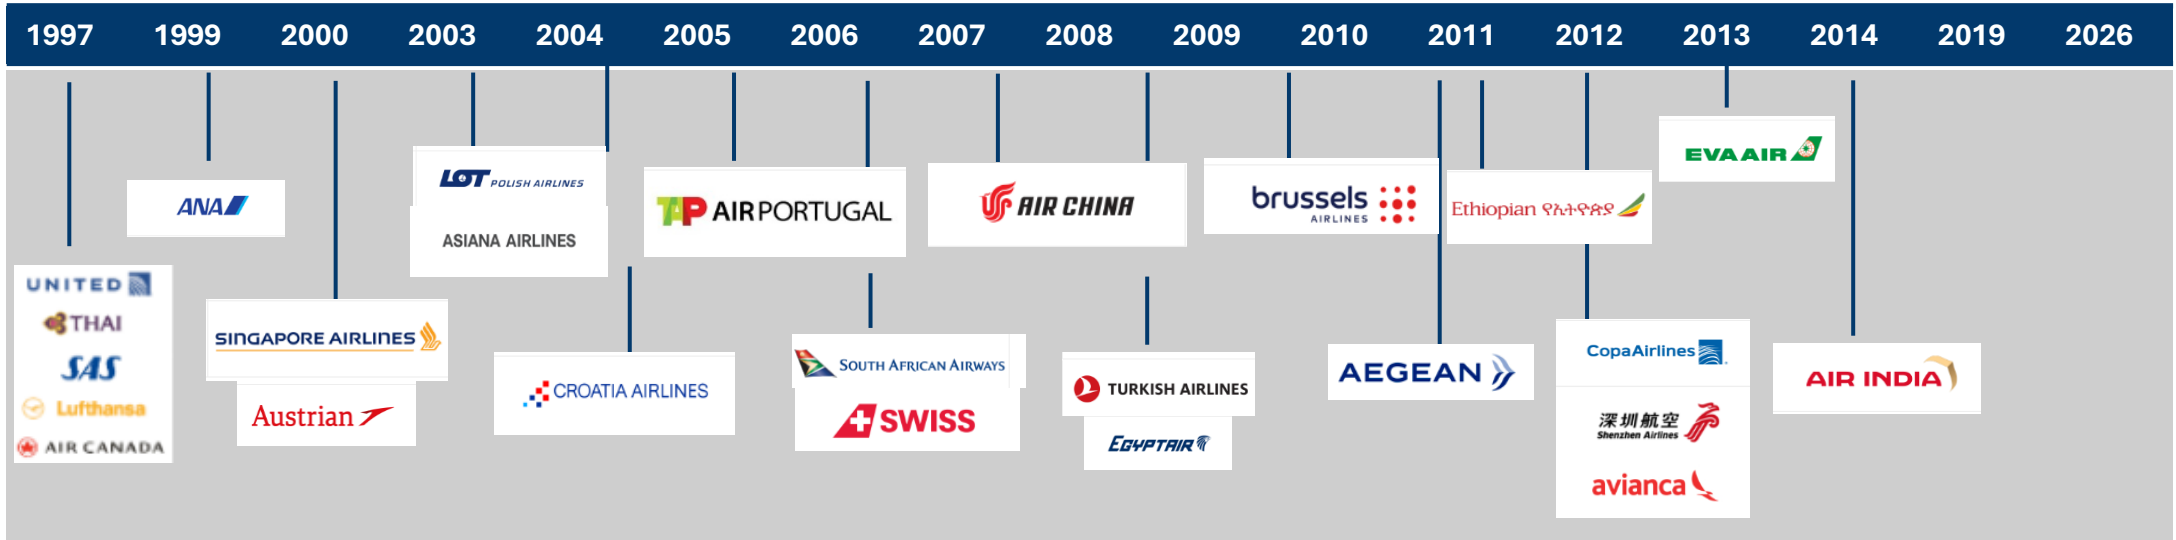 1997 1999 2000 2003 2004 2005 2006 2007 2008 2009 2010 2011 2012 2013 2014 2019 2026
UNITED
THAI
SAS
Lufthansa
AIR CANADA
ANA
SINGAPORE AIRLINES
Austrian
LOT POLISH AIRLINES
ASIANA AIRLINES
CROATIA AIRLINES
TAP AIR PORTUGAL
SOUTH AFRICAN AIRWAYS
SWISS
AIR CHINA
TURKISH AIRLINES
EGYPTAIR
brussels
AIRLINES
AEGEAN
Ethiopian የኢትዮጵያ
CopaAirlines
深圳航空
Shenzhen Airlines
avianca
EVA AIR
AIR INDIA